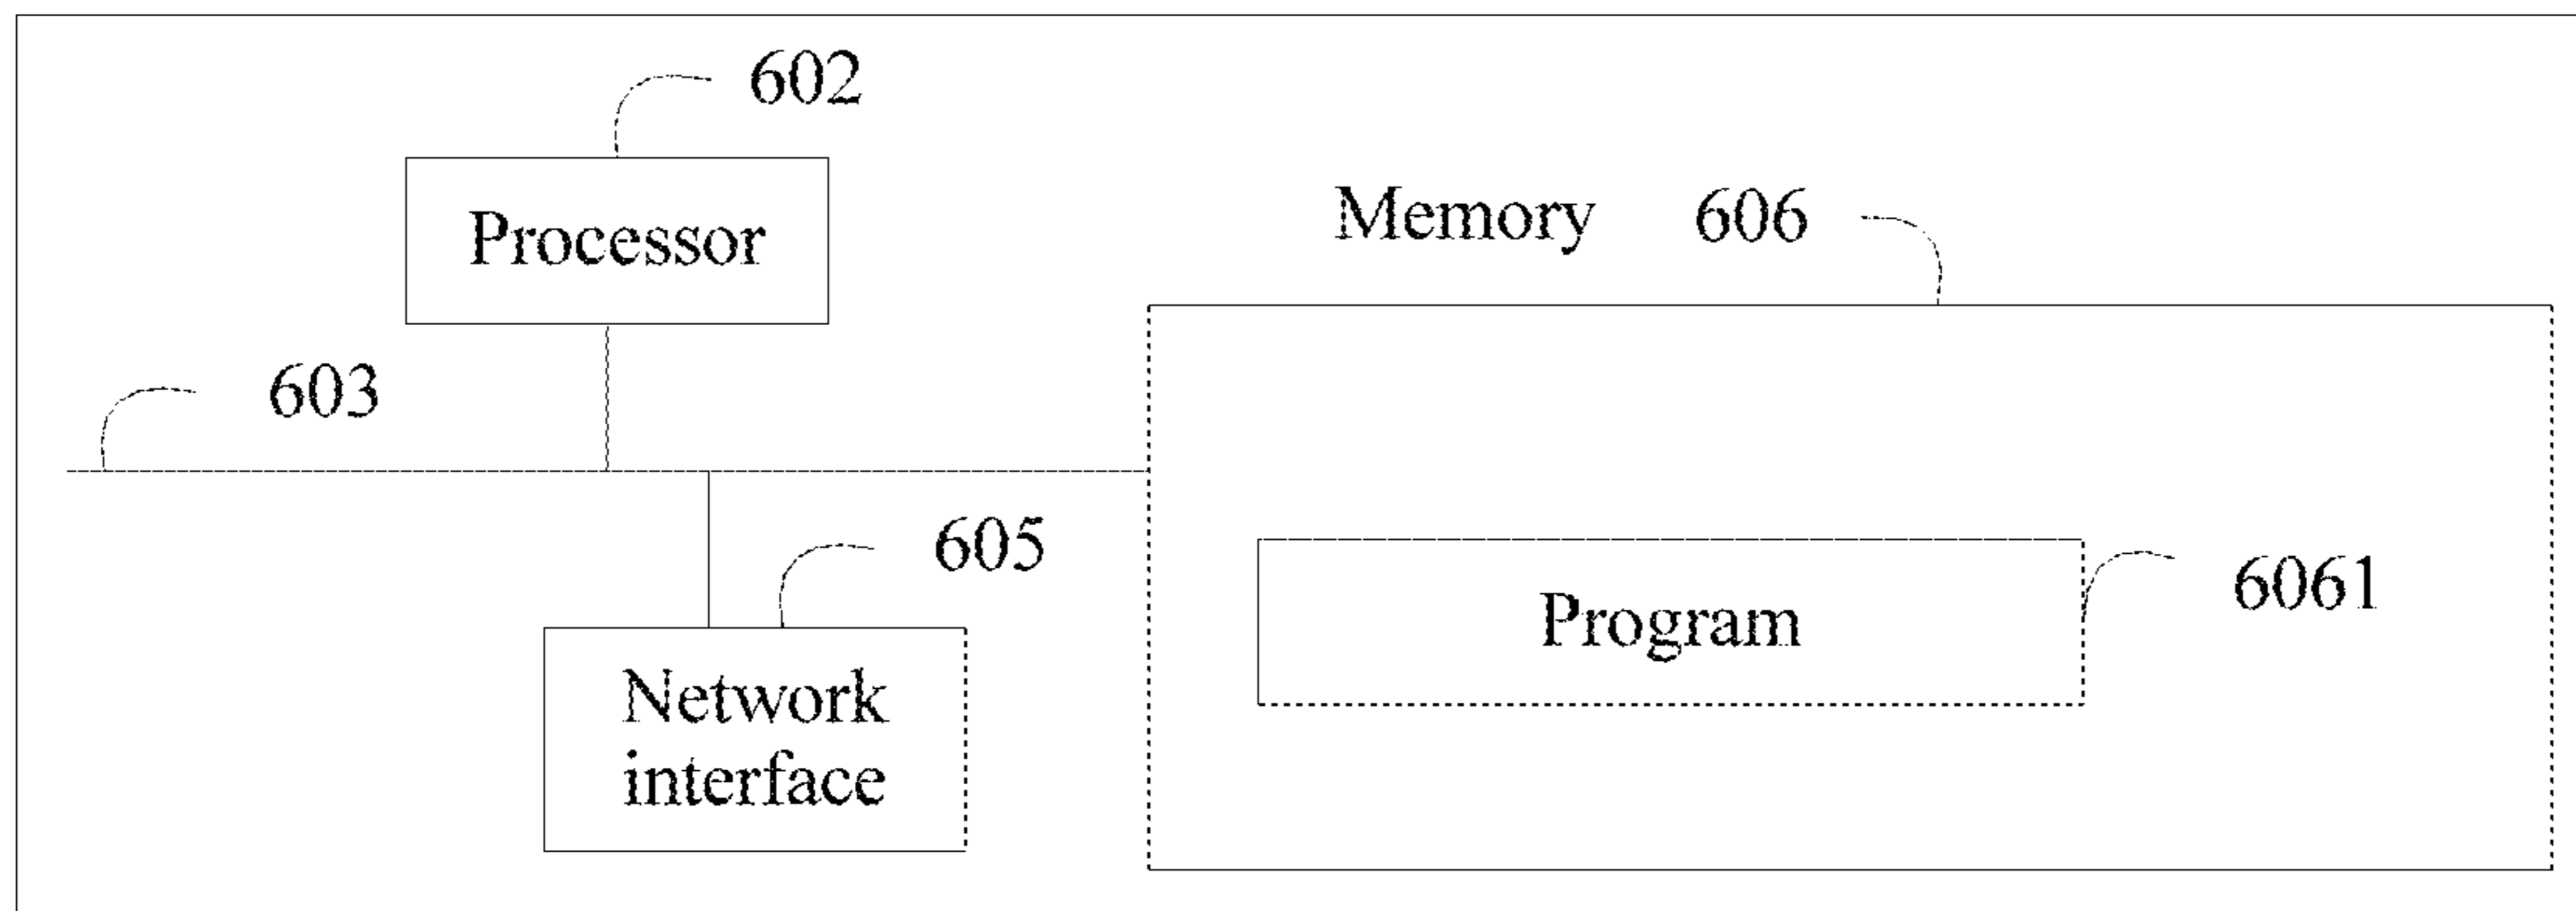 602
Processor
Memory 606
603
605
Network
interface
Program
6061